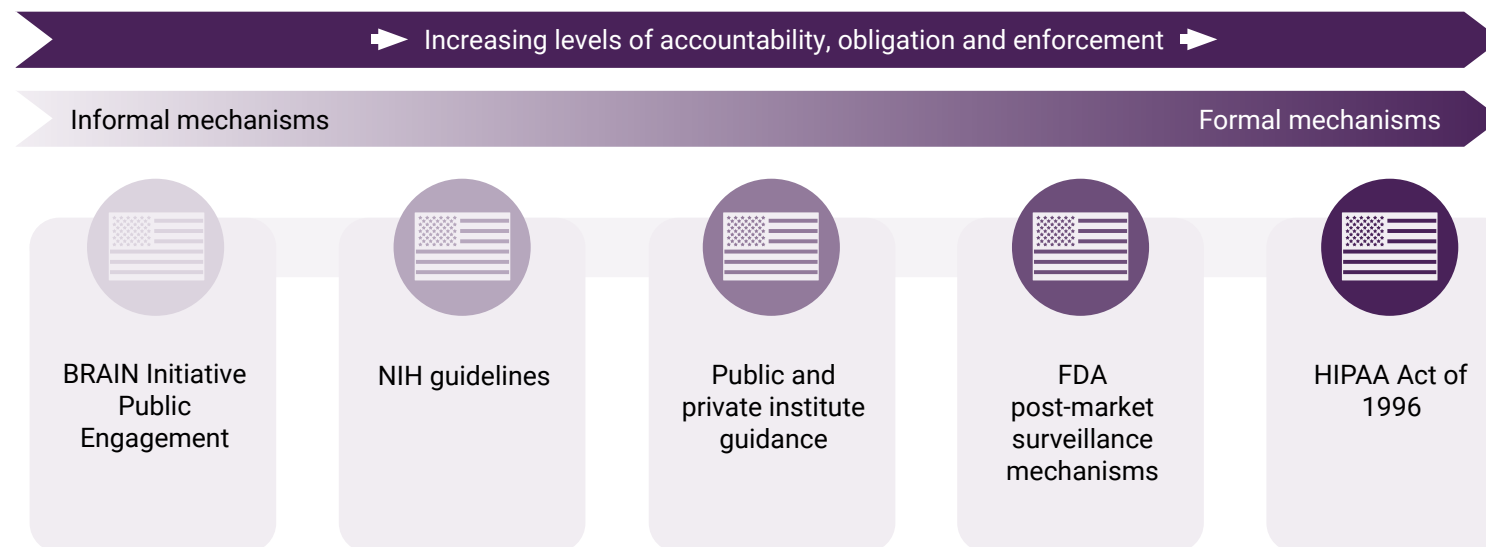 Increasing levels of accountability, obligation and enforcement
Informal mechanisms
Formal mechanisms
BRAIN Initiative
Public
Engagement
NIH guidelines
Public and
private institute
guidance
FDA
post-market
surveillance
mechanisms
HIPAA Act of
1996